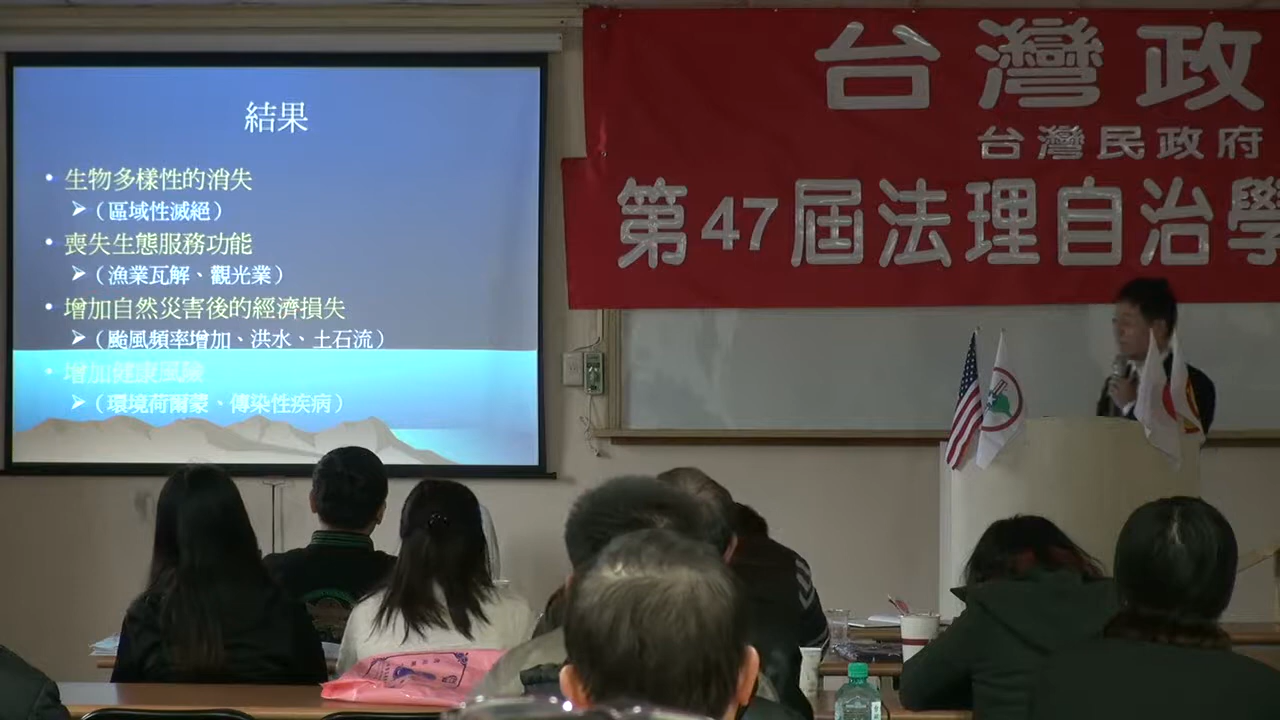 結果
• 生物多樣性的消失
➢（區域性滅絕）
• 喪失生態服務功能
➢（漁業瓦解、觀光業）
• 增加自然災害後的經濟損失
➢（颱風頻率增加、洪水、土石流）
• 增加健康風險
➢（環境荷爾蒙、傳染性疾病）
台灣政
台灣民政府
第47屆法理自治學